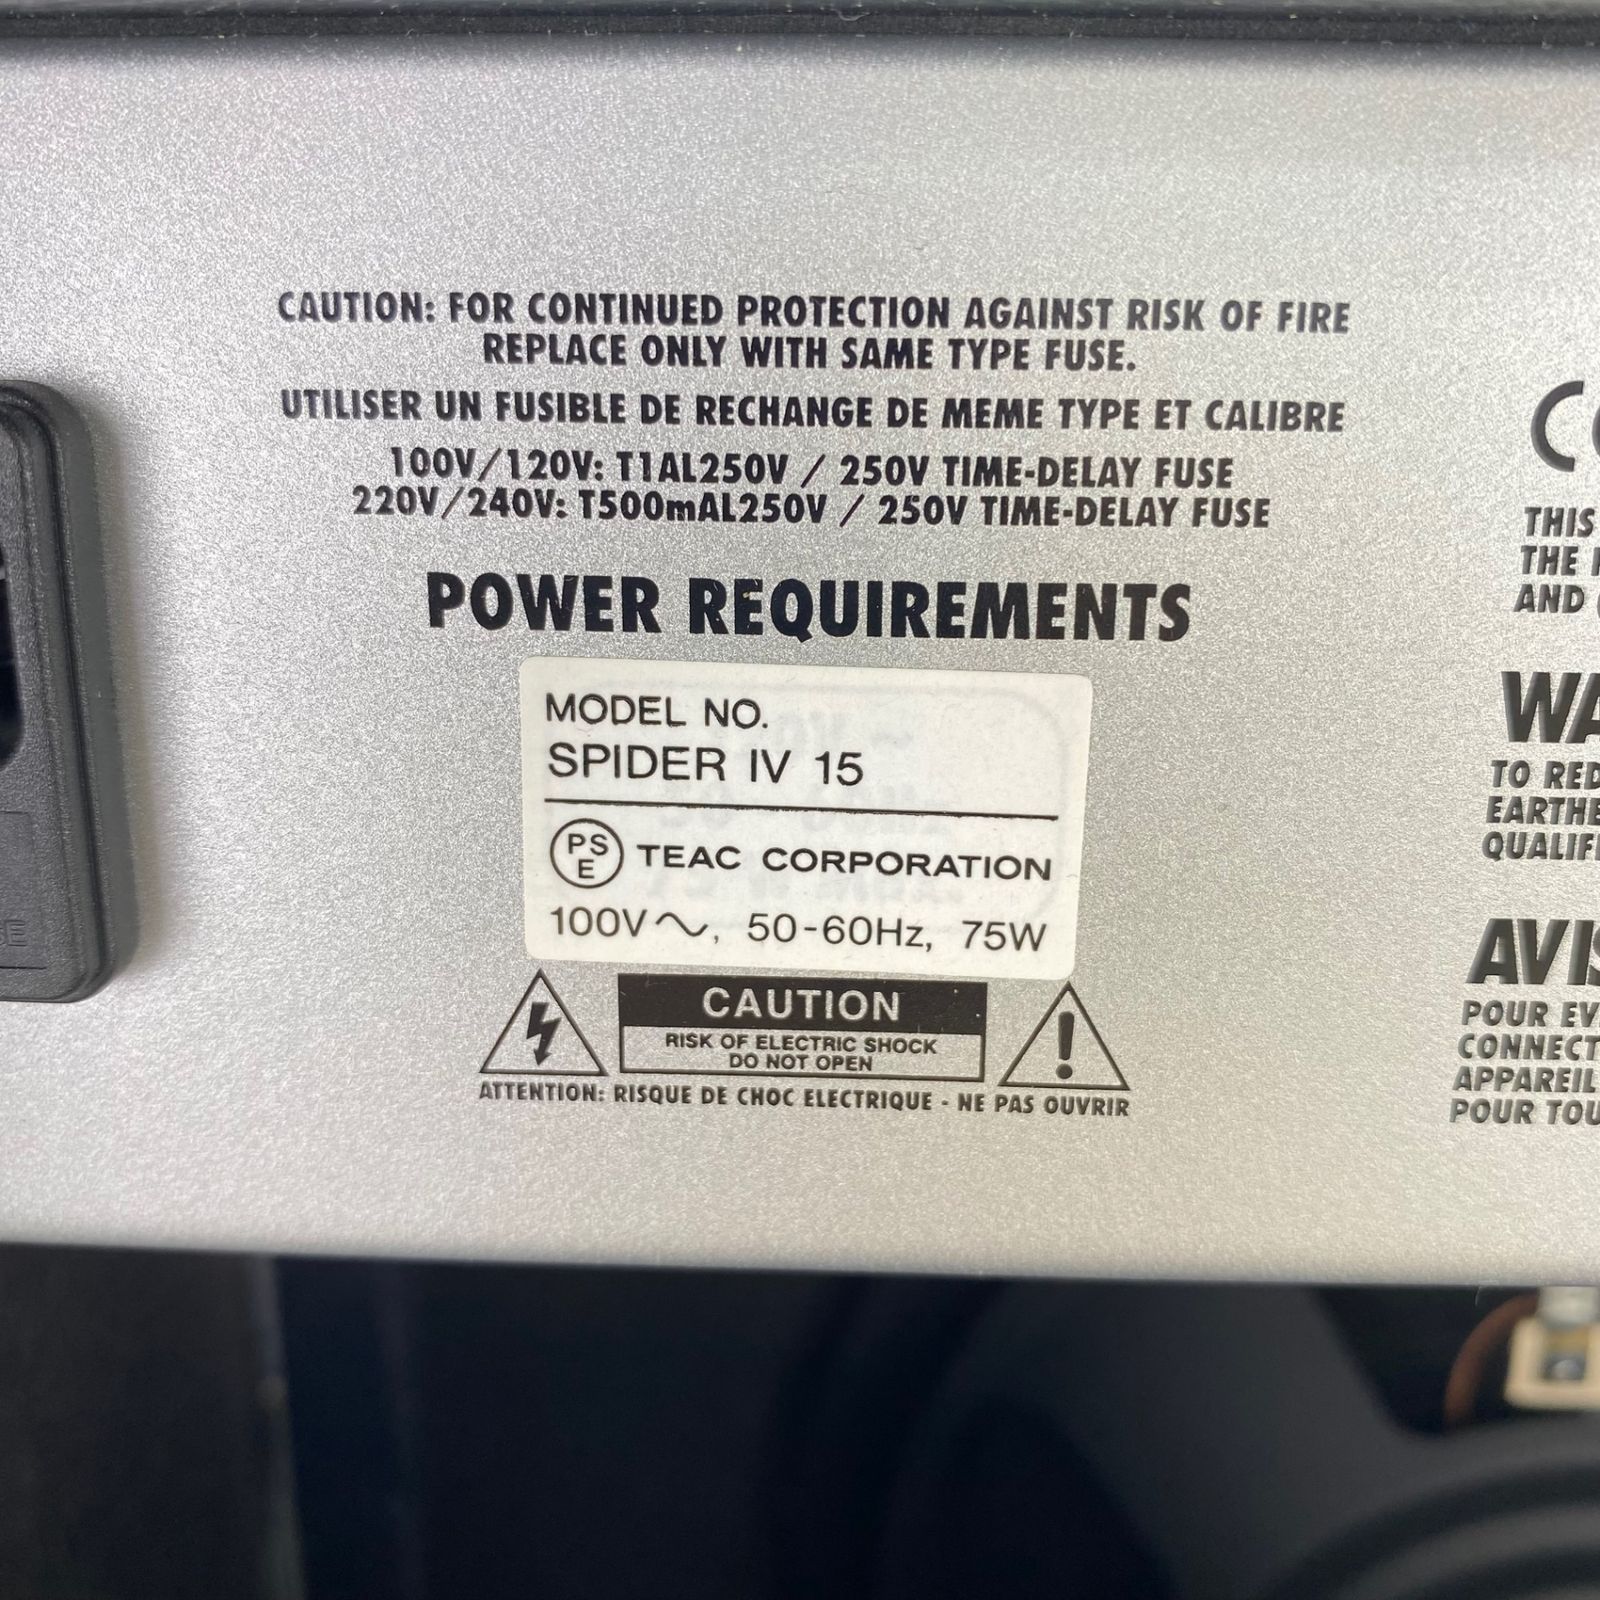 CAUTION: FOR CONTINUED PROTECTION AGAINST RISK OF FIRE
REPLACE ONLY WITH SAME TYPE FUSE.
UTILISER UN FUSIBLE DE RECHANGE DE MEME TYPE ET CALIBRE
100V/120V: T1AL250V / 250V TIME-DELAY FUSE
220V/240V: T500mAL250V / 250V TIME-DELAY FUSE
POWER REQUIREMENTS
MODEL NO.
SPIDER IV 15
PS
E
TEAC CORPORATION
100V～, 50-60Hz, 75W
CAUTION
RISK OF ELECTRIC SHOCK
DO NOT OPEN
ATTENTION: RISQUE DE CHOC ELECTRIQUE - NE PAS OUVRIR
THIS
THE
AND
TO RED
EARTHE
QUALIFI
AVIS
POUR EV
CONNECT
APPAREIL
POUR TOU